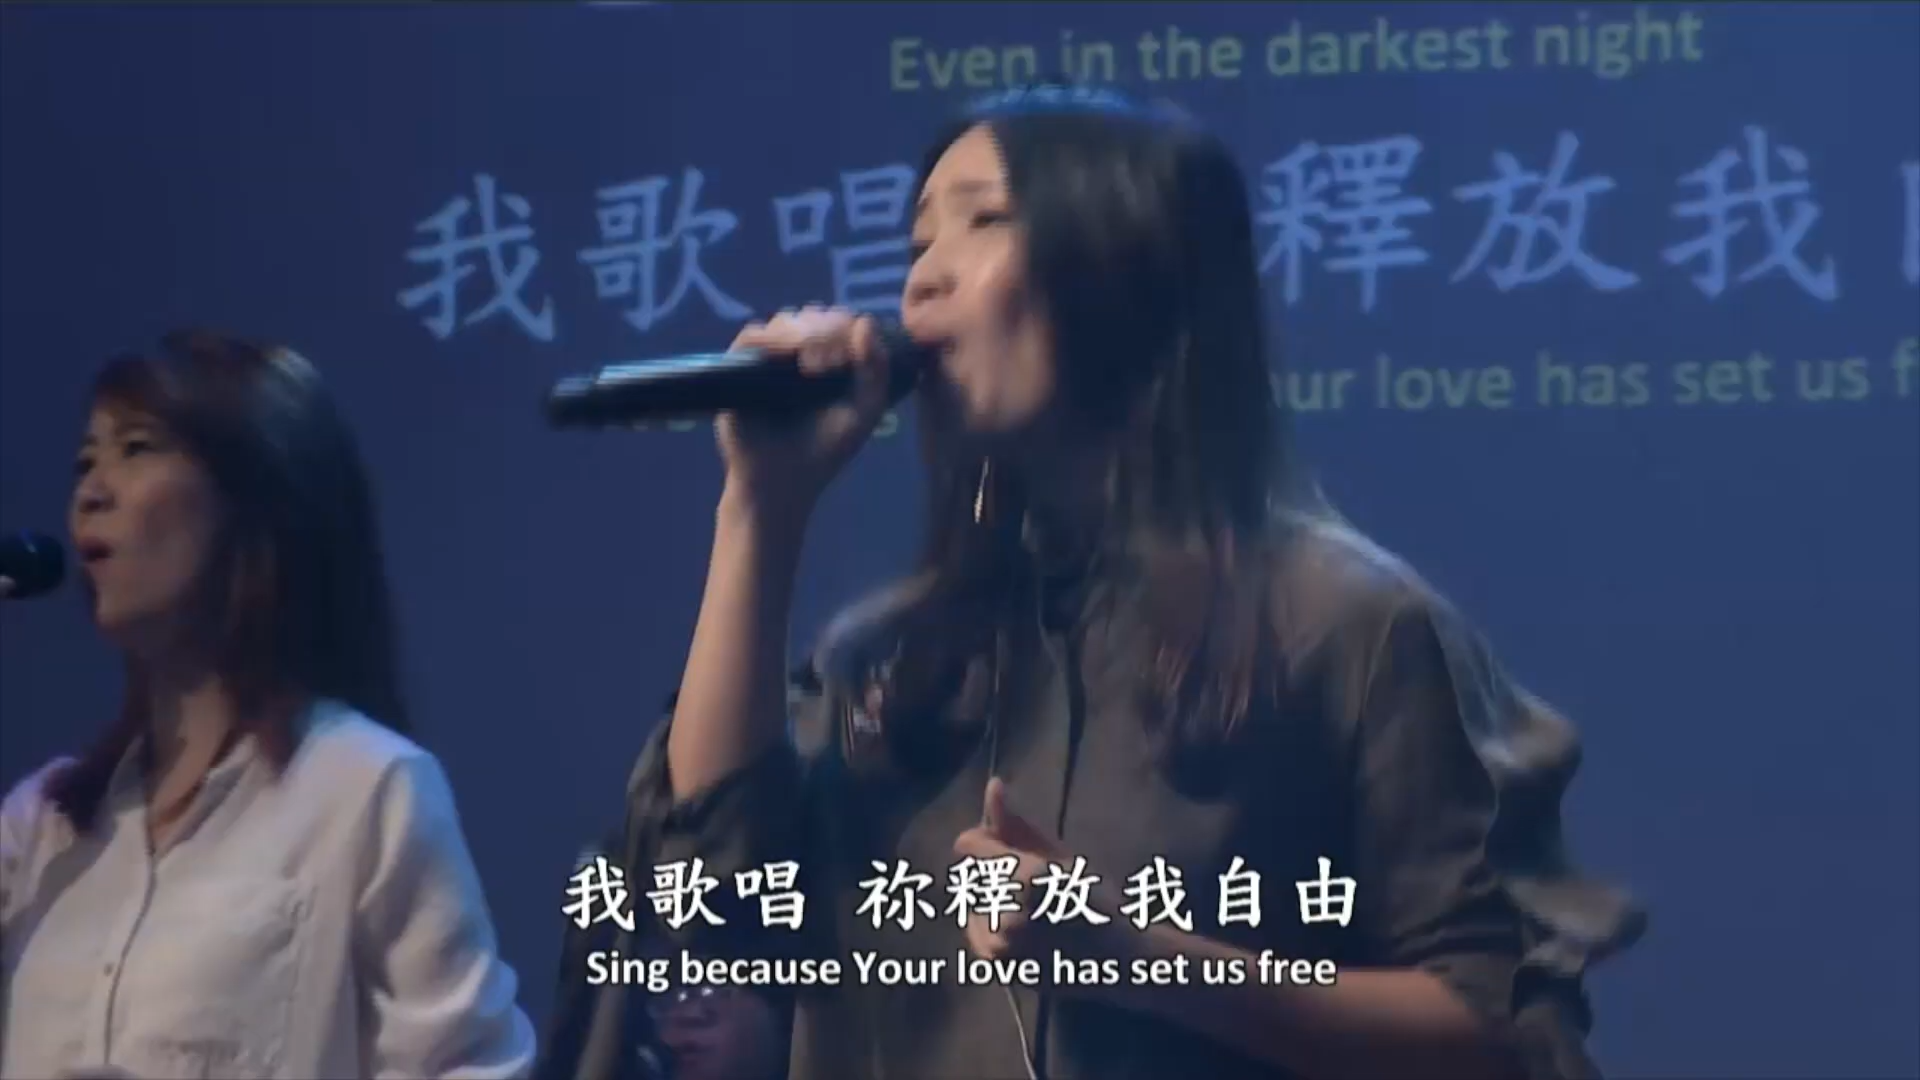 Even in the darkest night
我歌唱 釋放我
our love has set us
我歌唱 祢釋放我自由
Sing because Your love has set us free